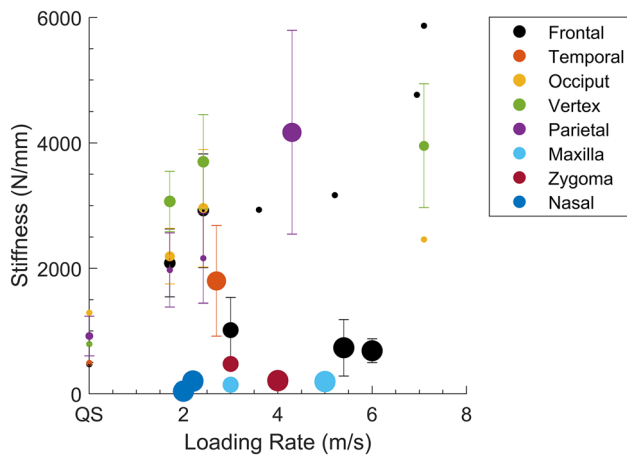 6000
4000
2000
0
Stiffness (N/mm)
QS 2 4 6 8
Loading Rate (m/s)
Frontal
Temporal
Occiput
Vertex
Parietal
Maxilla
Zygoma
Nasal